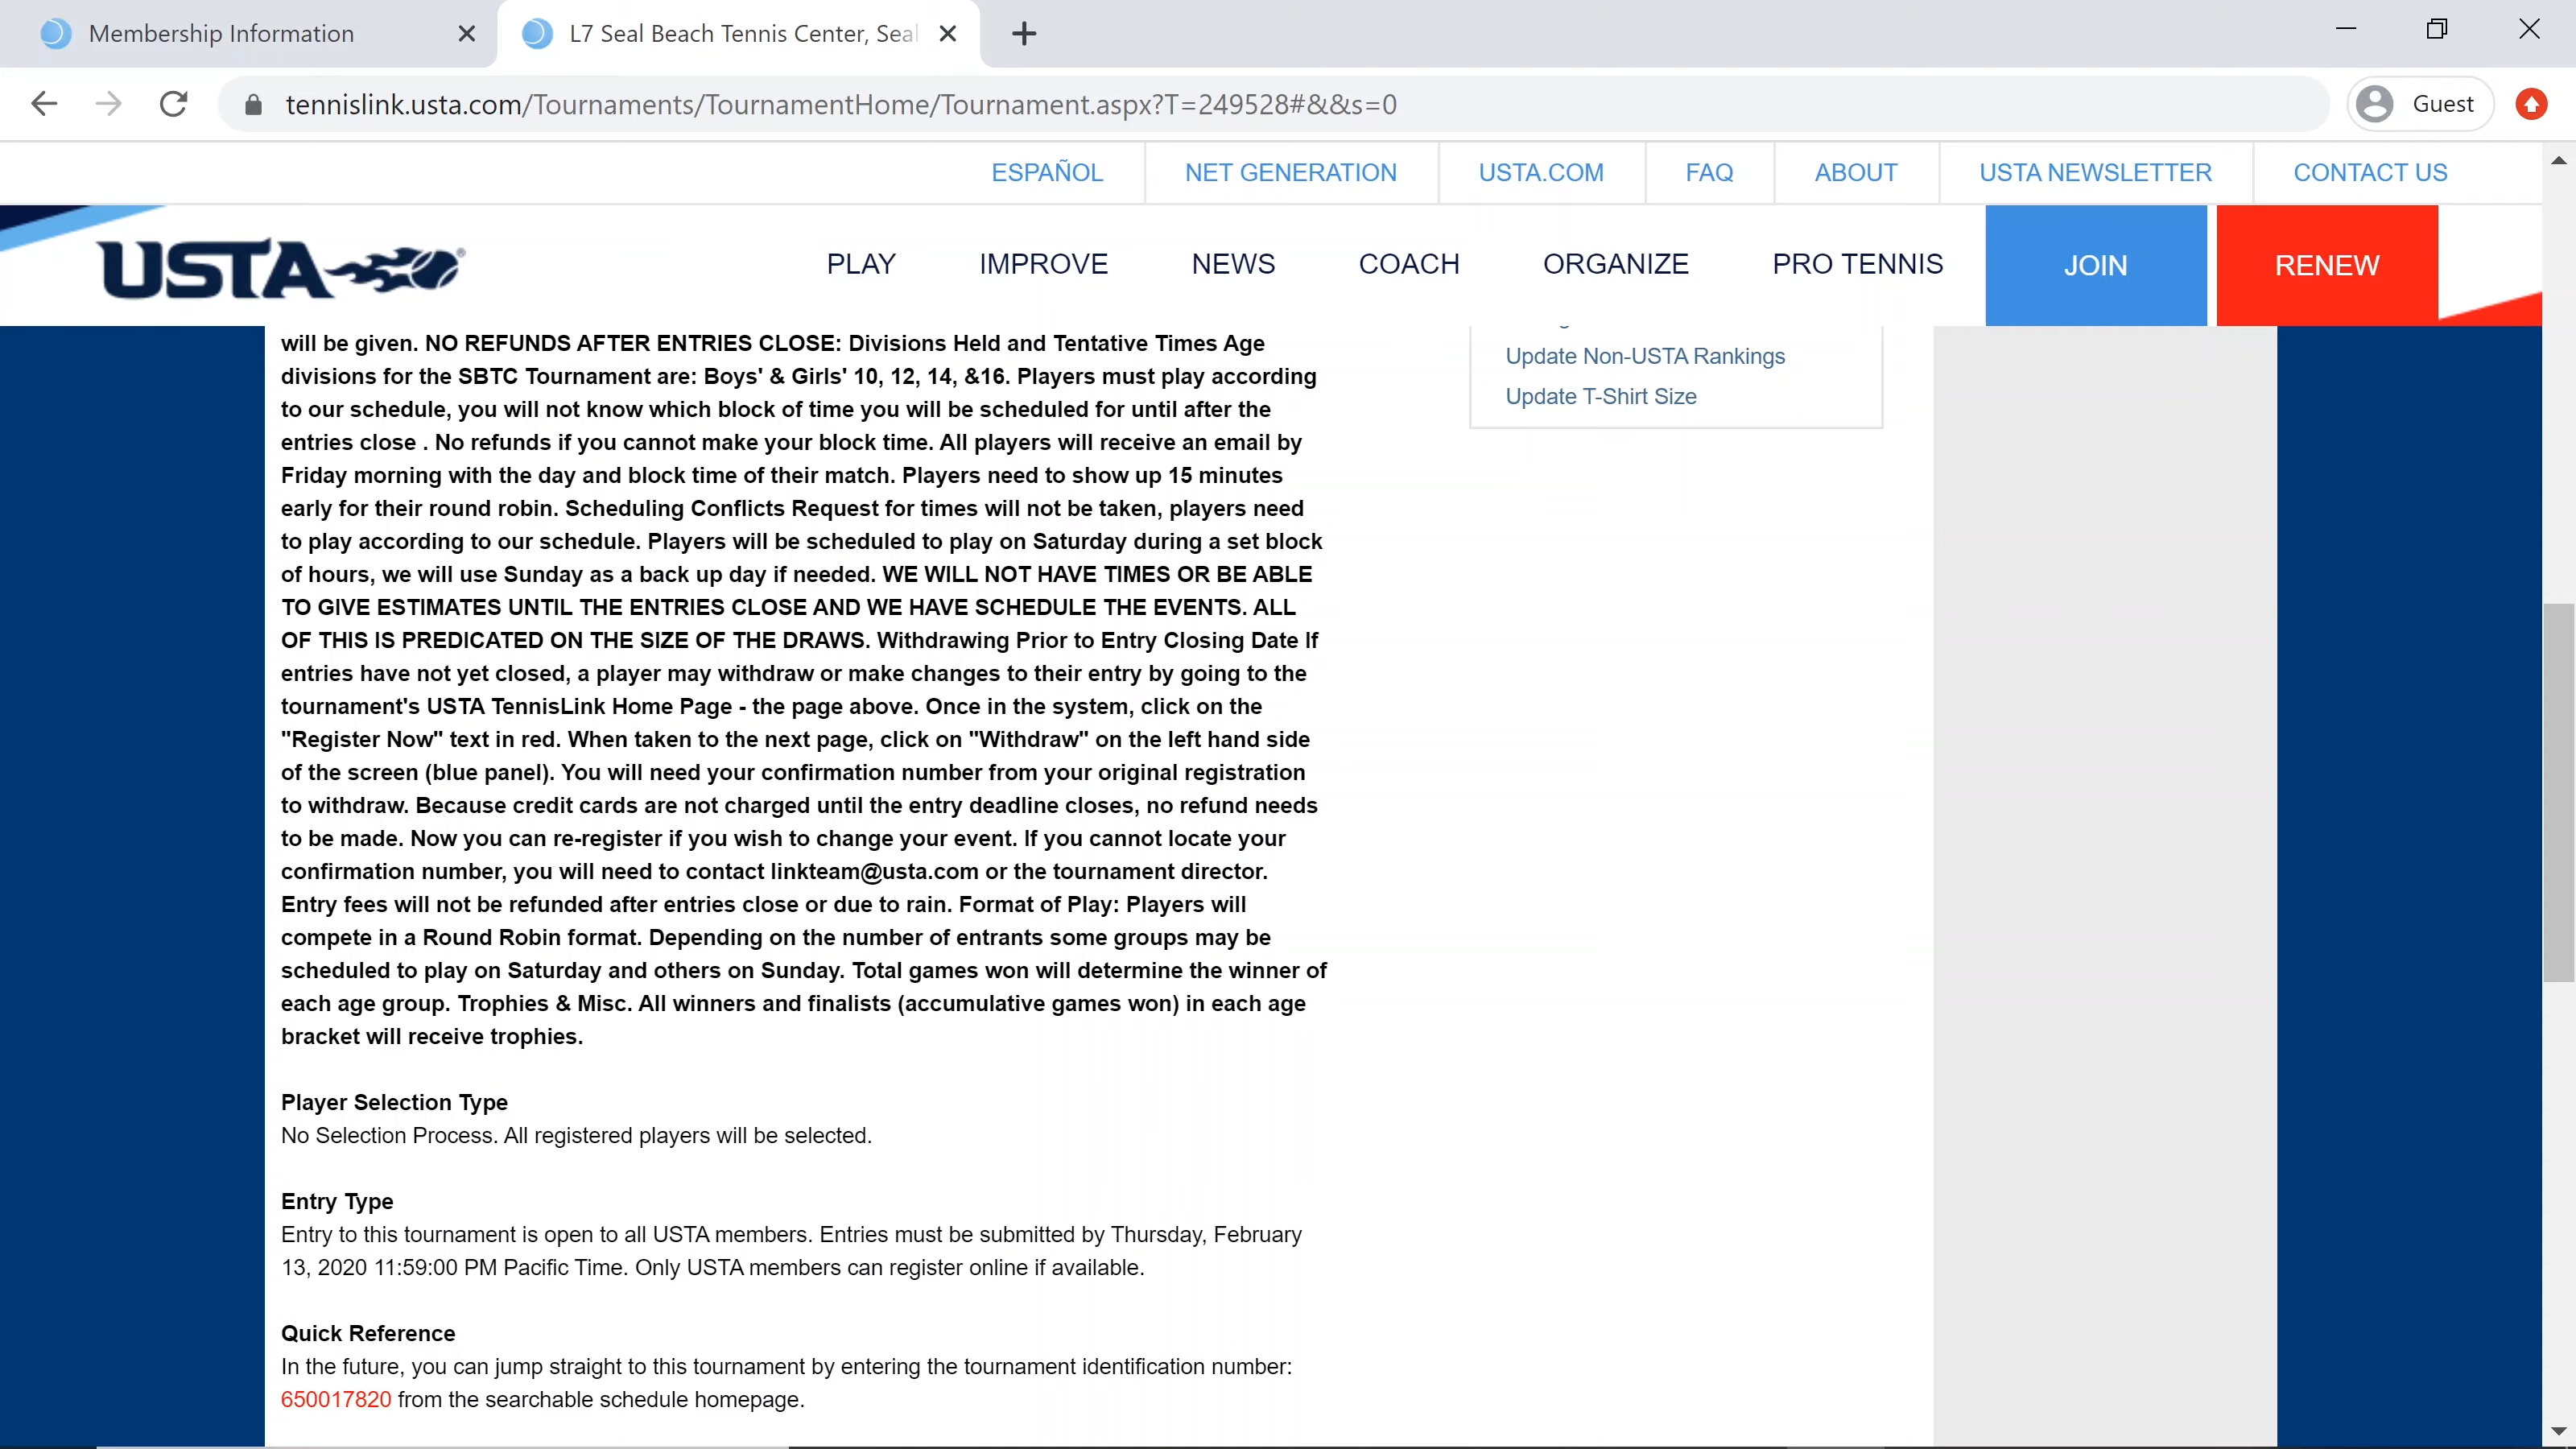 Membership Information
L7 Seal Beach Tennis Center, Seal
tennislink.usta.com/Tournaments/TournamentHome/Tournament.aspx?T=249528#&&s=0
Guest
ESPAÑOL NET GENERATION USTA.COM FAQ ABOUT USTA NEWSLETTER CONTACT US
USTA
PLAY IMPROVE NEWS COACH ORGANIZE PRO TENNIS JOIN RENEW
will be given. NO REFUNDS AFTER ENTRIES CLOSE: Divisions Held and Tentative Times Age
divisions for the SBTC Tournament are: Boys' & Girls' 10, 12, 14, &16. Players must play according
to our schedule, you will not know which block of time you will be scheduled for until after the
entries close . No refunds if you cannot make your block time. All players will receive an email by
Friday morning with the day and block time of their match. Players need to show up 15 minutes
early for their round robin. Scheduling Conflicts Request for times will not be taken, players need
to play according to our schedule. Players will be scheduled to play on Saturday during a set block
of hours, we will use Sunday as a back up day if needed. WE WILL NOT HAVE TIMES OR BE ABLE
TO GIVE ESTIMATES UNTIL THE ENTRIES CLOSE AND WE HAVE SCHEDULE THE EVENTS. ALL
OF THIS IS PREDICATED ON THE SIZE OF THE DRAWS. Withdrawing Prior to Entry Closing Date If
entries have not yet closed, a player may withdraw or make changes to their entry by going to the
tournament's USTA TennisLink Home Page - the page above. Once in the system, click on the
"Register Now" text in red. When taken to the next page, click on "Withdraw" on the left hand side
of the screen (blue panel). You will need your confirmation number from your original registration
to withdraw. Because credit cards are not charged until the entry deadline closes, no refund needs
to be made. Now you can re-register if you wish to change your event. If you cannot locate your
confirmation number, you will need to contact linkteam@usta.com or the tournament director.
Entry fees will not be refunded after entries close or due to rain. Format of Play: Players will
compete in a Round Robin format. Depending on the number of entrants some groups may be
scheduled to play on Saturday and others on Sunday. Total games won will determine the winner of
each age group. Trophies & Misc. All winners and finalists (accumulative games won) in each age
bracket will receive trophies.
Player Selection Type
No Selection Process. All registered players will be selected.
Entry Type
Entry to this tournament is open to all USTA members. Entries must be submitted by Thursday, February
13, 2020 11:59:00 PM Pacific Time. Only USTA members can register online if available.
Quick Reference
In the future, you can jump straight to this tournament by entering the tournament identification number:
650017820 from the searchable schedule homepage.
Update Non-USTA Rankings
Update T-Shirt Size